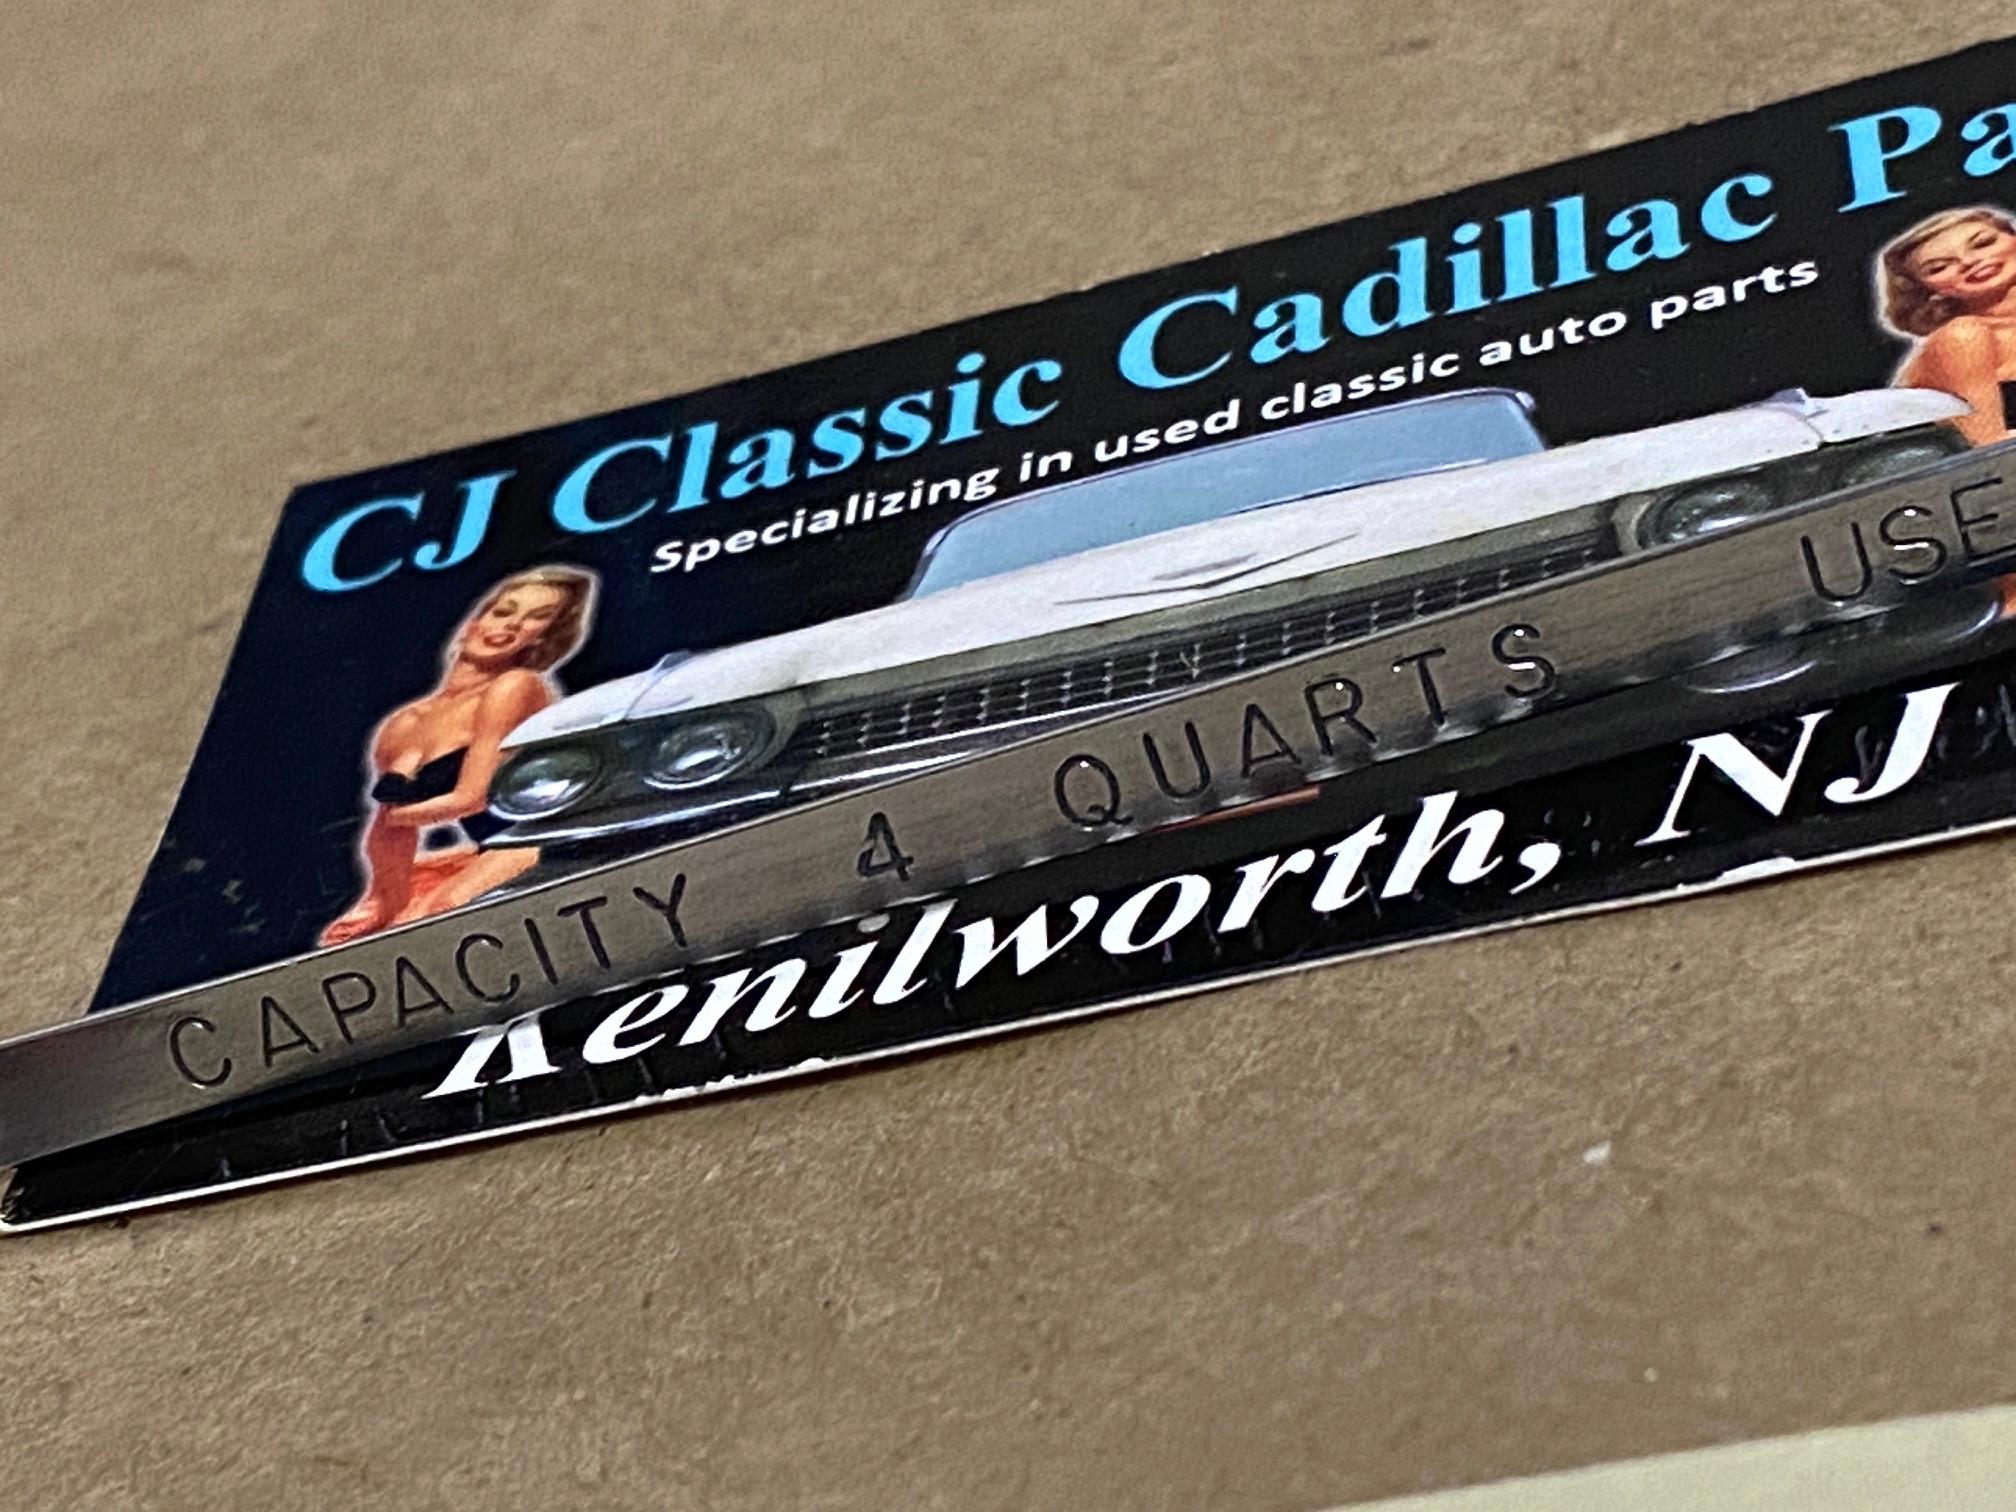 CJ Classic Cadillac Pa
Specializing in used classic auto parts
CAPACITY 4 QUARTS USE
Kenilworth, NJ